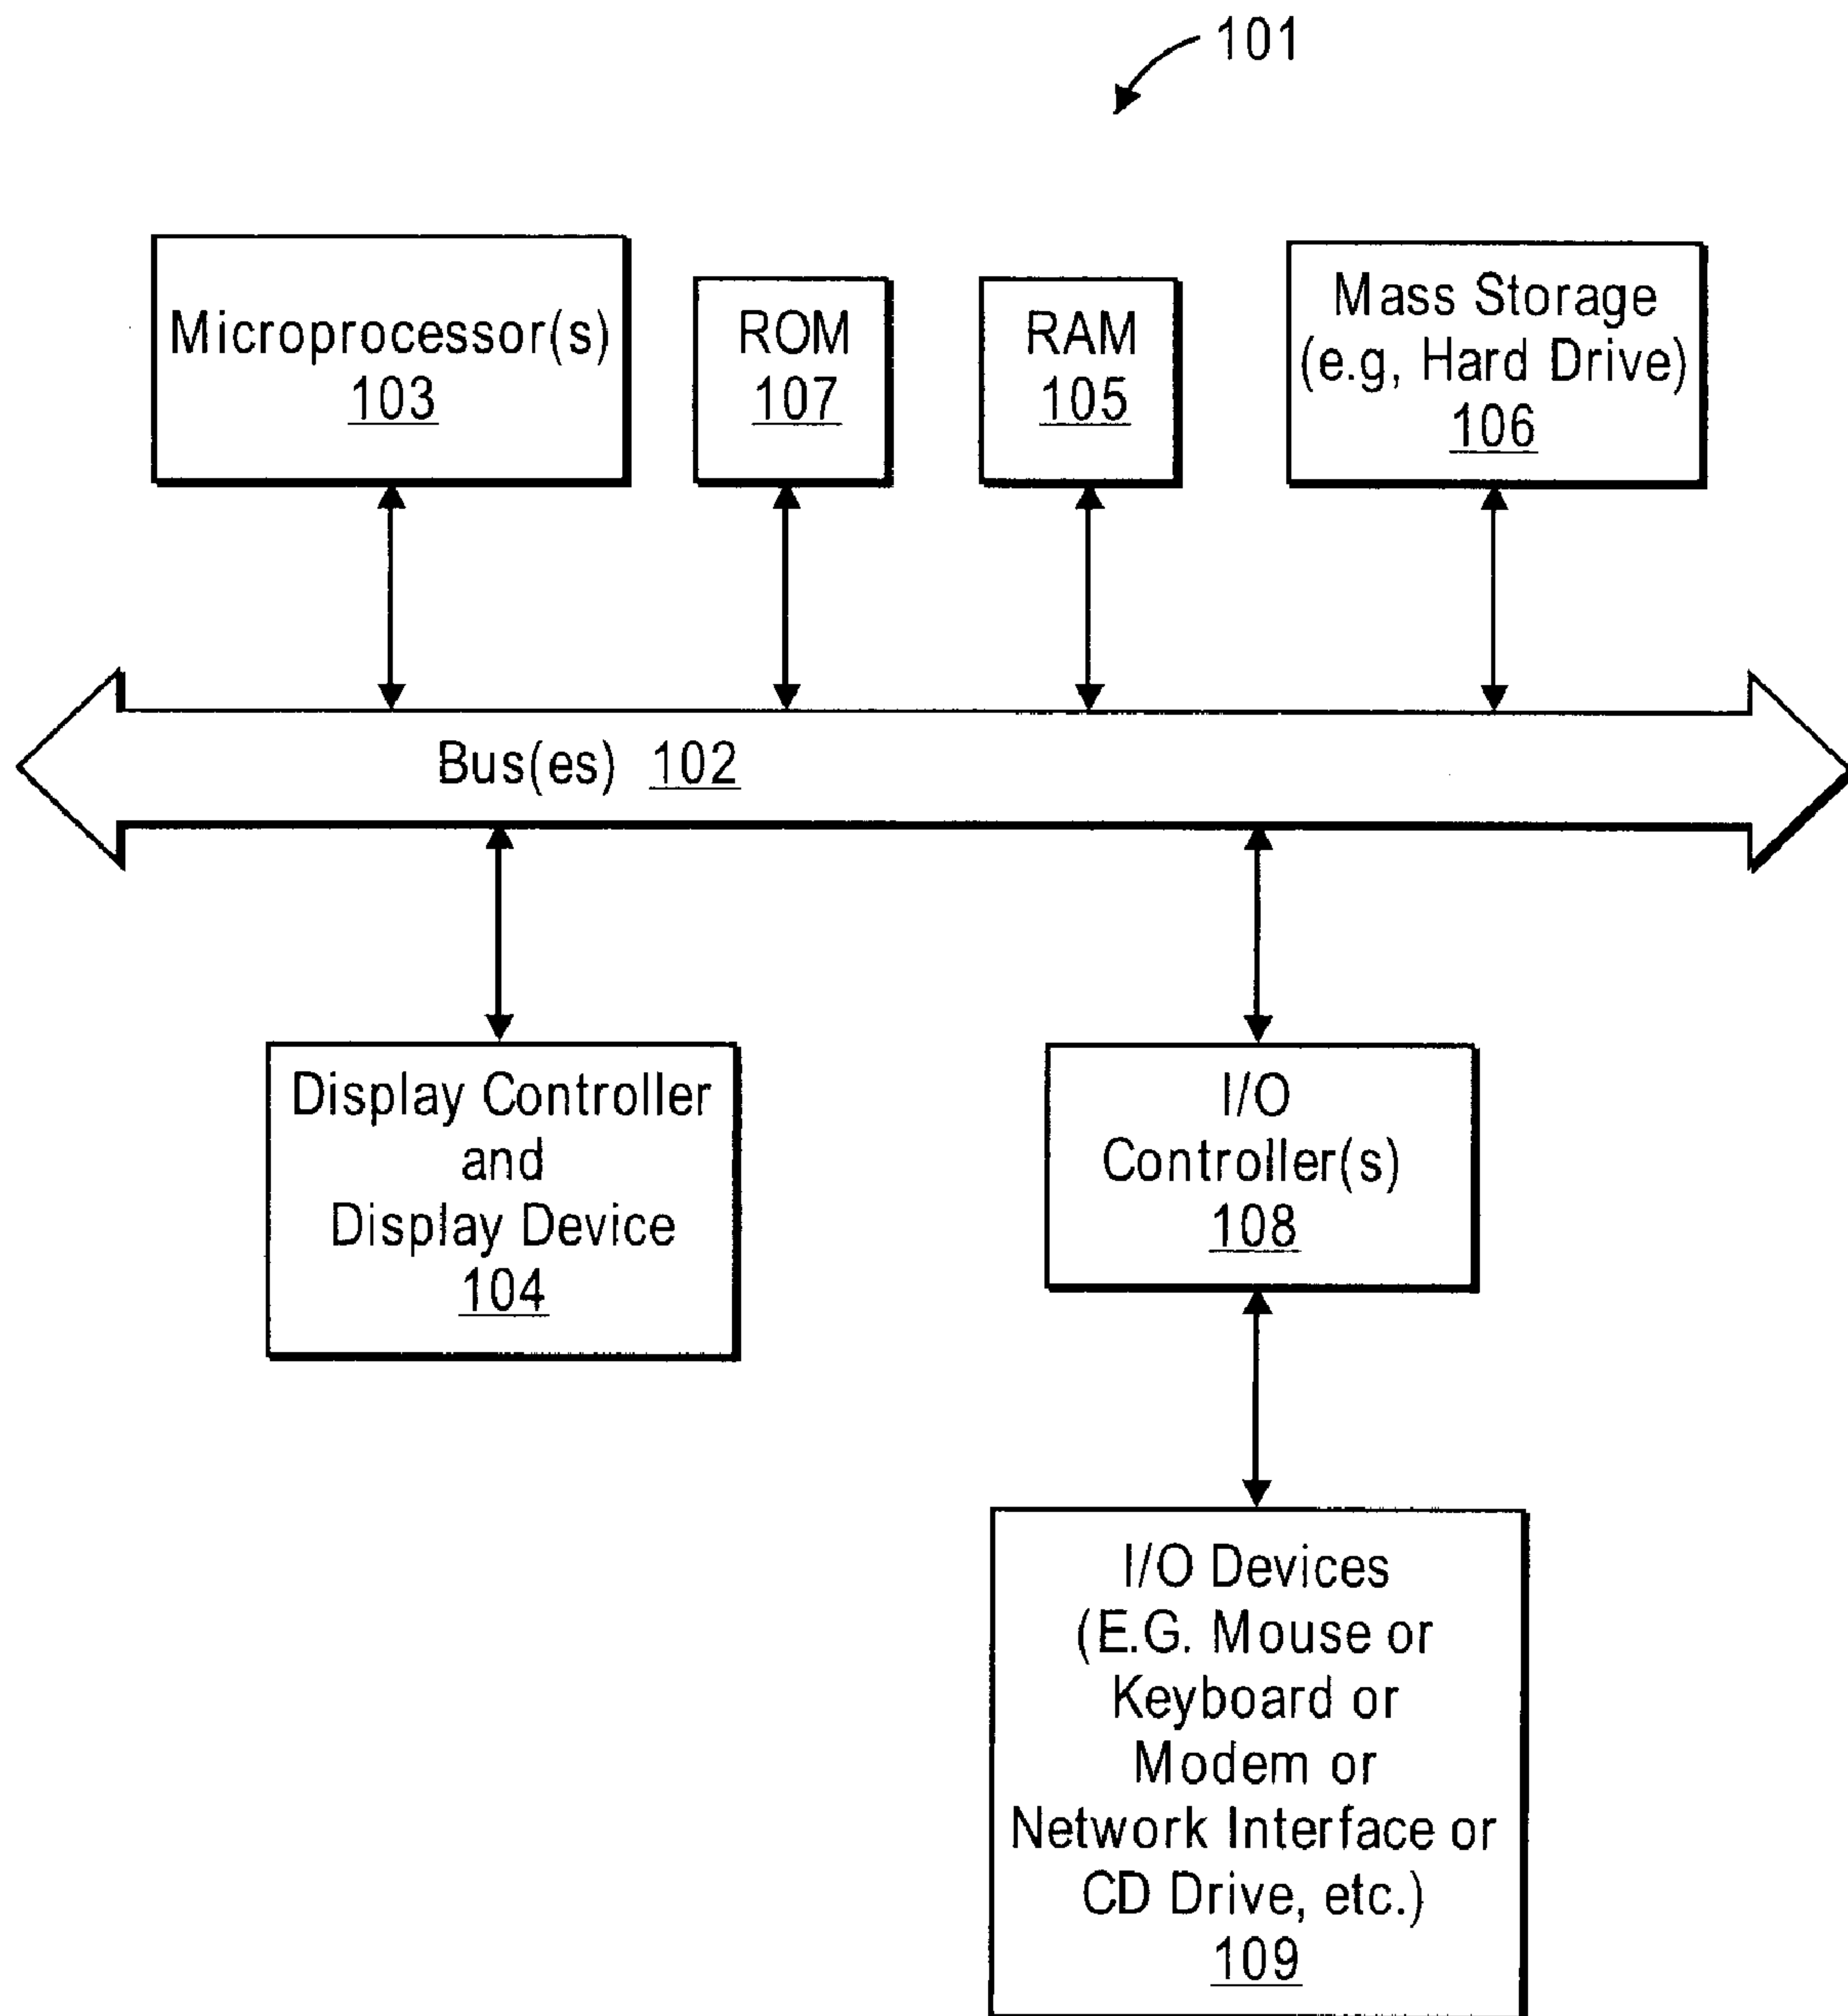 101
Microprocessor(s)
103
ROM
107
RAM
105
Mass Storage
(e.g, Hard Drive)
106
Bus(es) 102
Display Controller
and
Display Device
104
I/O
Controller(s)
108
I/O Devices
(E.G. Mouse or
Keyboard or
Modem or
Network Interface or
CD Drive, etc.)
109